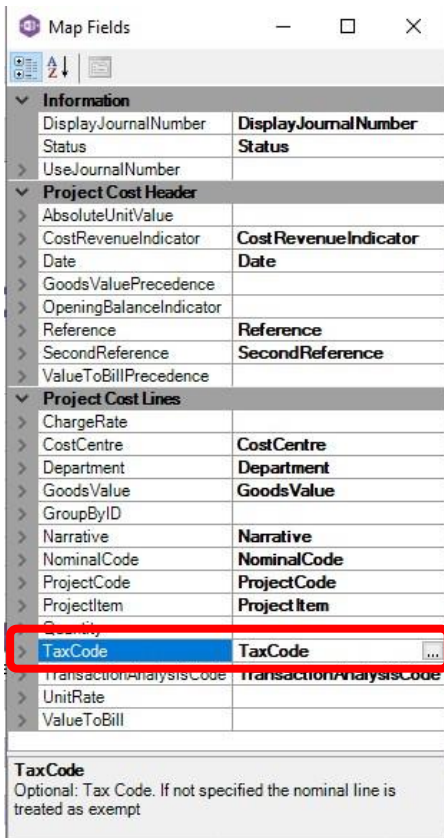 Map Fields
Information
DisplayJournalNumber DisplayJournalNumber
Status Status
UseJournalNumber
Project Cost Header
AbsoluteUnitValue
CostRevenueIndicator CostRevenueIndicator
Date Date
GoodsValuePrecedence
OpeningBalanceIndicator
Reference Reference
SecondReference SecondReference
ValueToBillPrecedence
Project Cost Lines
ChargeRate
CostCentre CostCentre
Department Department
GoodsValue GoodsValue
GroupByID
Narrative Narrative
NominalCode NominalCode
ProjectCode ProjectCode
ProjectItem ProjectItem
Quantity
TaxCode TaxCode ...
TransactionAnalysisCode TransactionAnalysisCode
UnitRate
ValueToBill
TaxCode
Optional: Tax Code. If not specified the nominal line is
treated as exempt